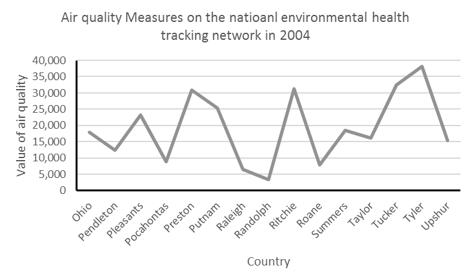 Air quality Measures on the natioanl environmental health
tracking network in 2004
Value of air quality
40,000
35,000
30,000
25,000
20,000
15,000
10,000
5,000
0
Ohio
Pendleton
Pleasants
Pocahontas
Preston
Putnam
Raleigh
Randolph
Ritchie
Roane
Summers
Taylor
Tucker
Tyler
Upshur
Country